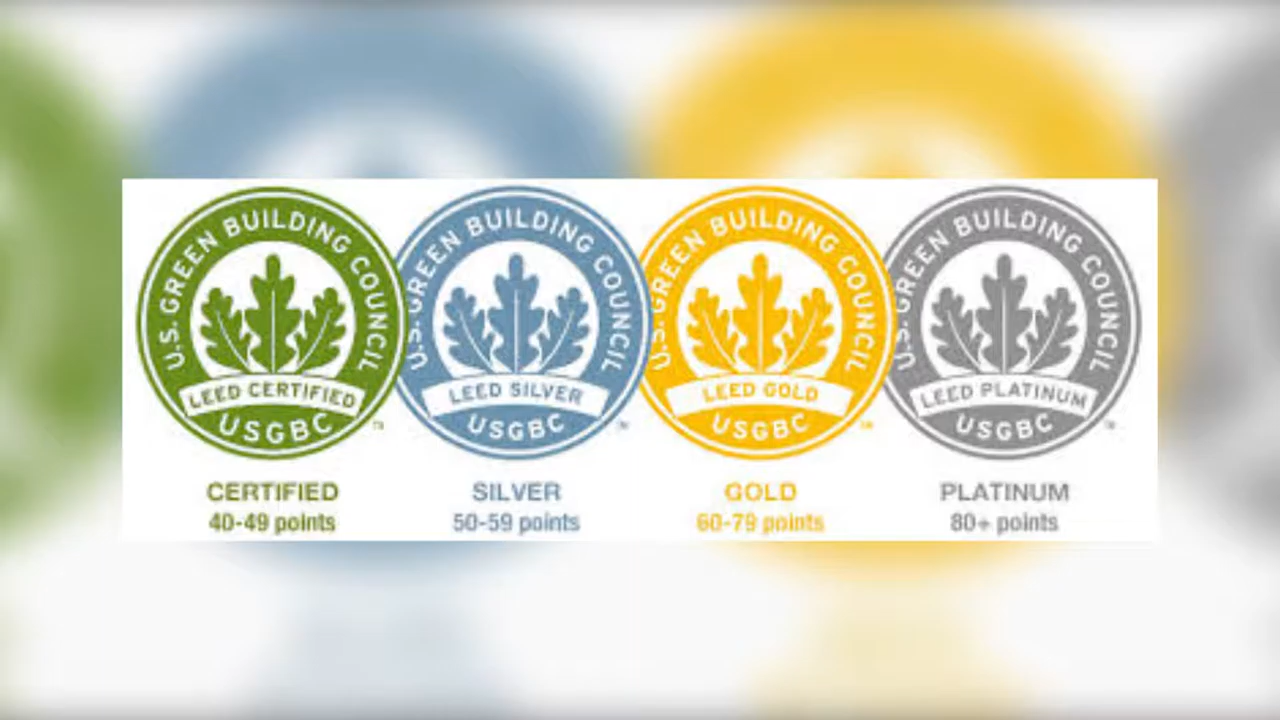 U.S. GREEN BUILDING COUNCIL
LEED CERTIFIED
USGBC
CERTIFIED
40-49 points
U.S. GREEN BUILDING COUNCIL
LEED SILVER
USGBC
SILVER
50-59 points
U.S. GREEN BUILDING COUNCIL
LEED GOLD
USGBC
GOLD
60-79 points
U.S. GREEN BUILDING COUNCIL
LEED PLATINUM
USGBC
PLATINUM
80+ points